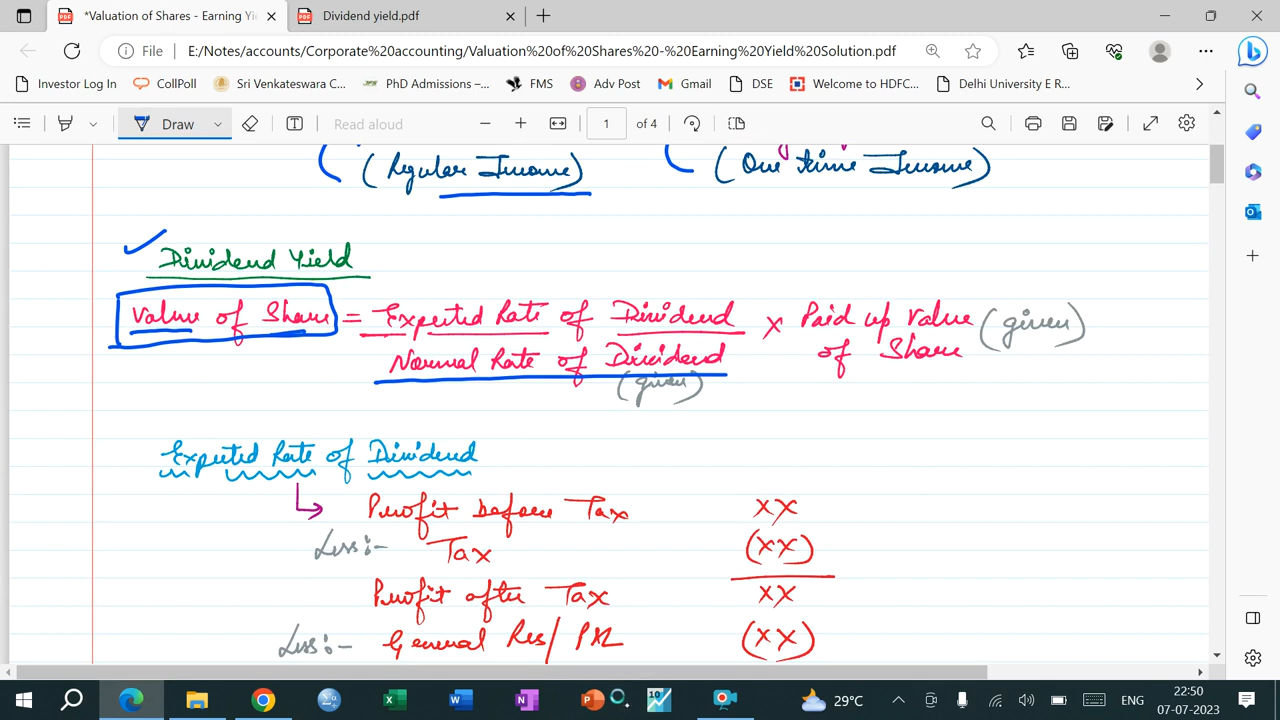 *Valuation of Shares - Earning Yi
Dividend yield.pdf
File
E:/Notes/accounts/Corporate%20accounting/Valuation%20of%20Shares%20-%20Earning%20Yield%20Solution.pdf
Investor Log In
CollPoll
Sri Venkateswara C...
PhD Admissions –...
FMS
Adv Post
Gmail
DSE
Welcome to HDFC...
Delhi University E R...
Draw
Read aloud
1 of 4
(Regular Income) (One time Income)
Dividend Yield
Value of Share = Expected Rate of Dividend x Paid up Value (given)
Normal Rate of Dividend of Share
(given)
Expected Rate of Dividend
Profit before Tax XX
Less:- Tax (XX)
Profit after Tax XX
Less:- General Res/ P&L (XX)
29°C
ENG
22:50
07-07-2023